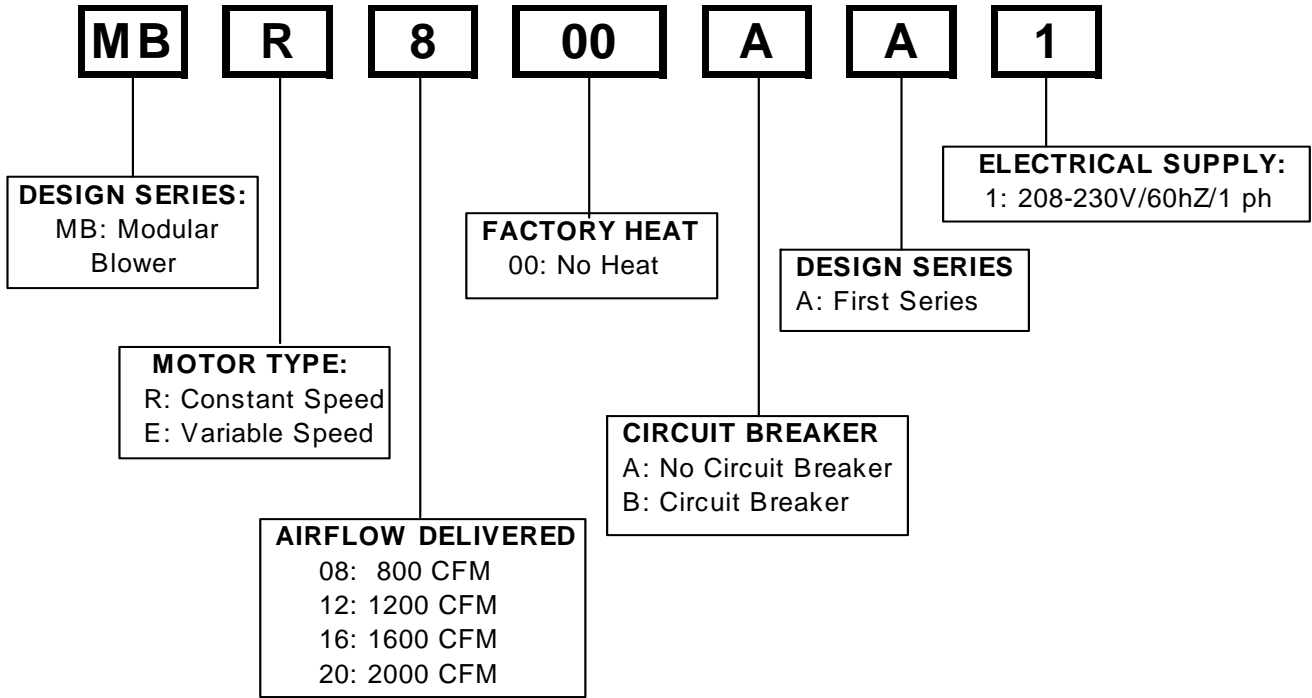 MB R 8 00 A A 1
DESIGN SERIES:
MB: Modular
Blower
MOTOR TYPE:
R: Constant Speed
E: Variable Speed
AIRFLOW DELIVERED
08: 800 CFM
12: 1200 CFM
16: 1600 CFM
20: 2000 CFM
FACTORY HEAT
00: No Heat
CIRCUIT BREAKER
A: No Circuit Breaker
B: Circuit Breaker
DESIGN SERIES
A: First Series
ELECTRICAL SUPPLY:
1: 208-230V/60hZ/1 ph